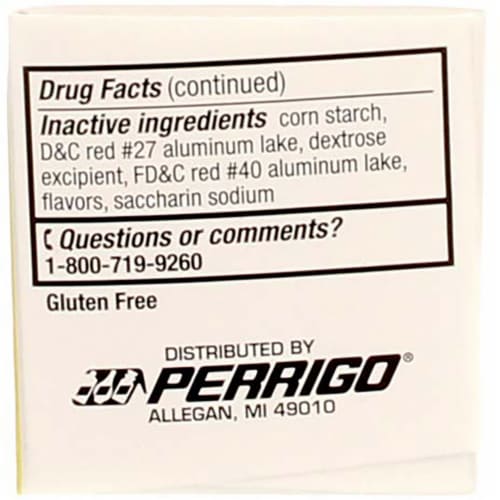 Drug Facts (continued)
Inactive ingredients corn starch,
D&C red #27 aluminum lake, dextrose
excipient, FD&C red #40 aluminum lake,
flavors, saccharin sodium
Questions or comments?
1-800-719-9260
Gluten Free
DISTRIBUTED BY
PERRIGO®
ALLEGAN, MI 49010